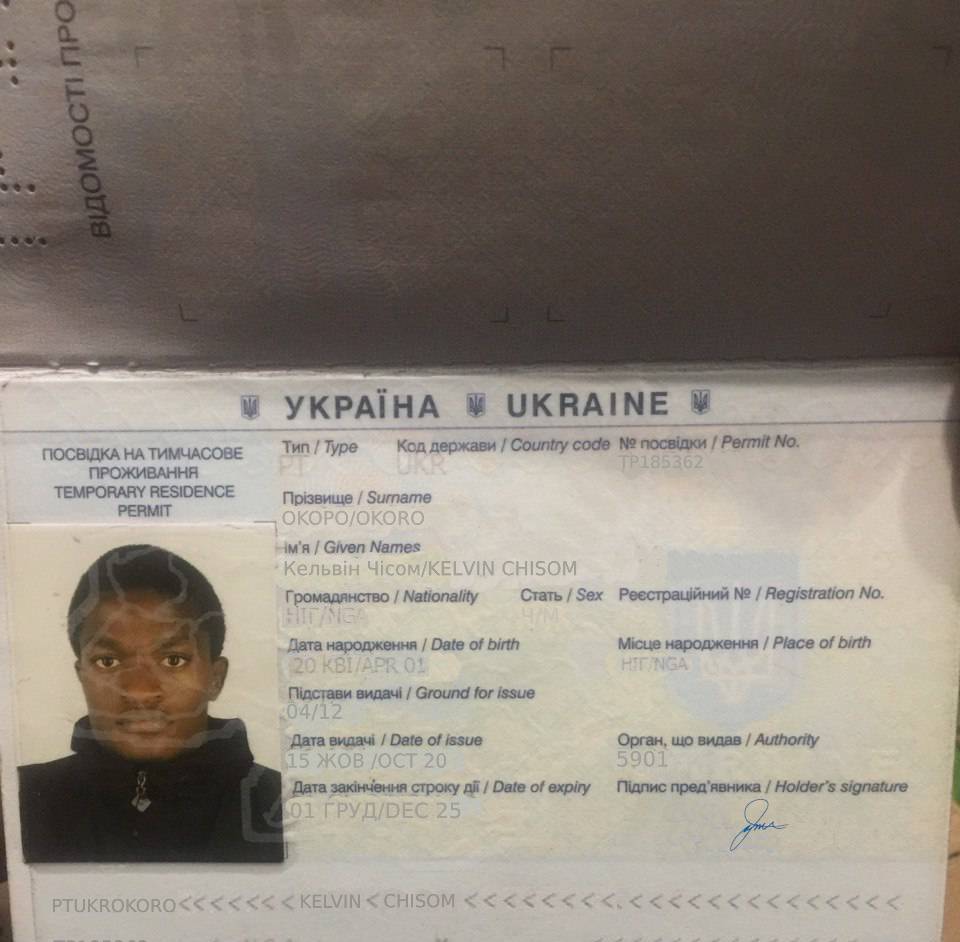 ВІДОМОСТІ ПРО
УКРАЇНА UKRAINE
ПОСВІДКА НА ТИМЧАСОВЕ
ПРОЖИВАННЯ
TEMPORARY RESIDENCE
PERMIT
Тип / Type Код держави / Country code № посвідки / Permit No.
PT UKR TP185362
Прізвище / Surname
ОКОРО/OKORO
Ім'я / Given Names
Кельвін Чісом/KELVIN CHISOM
Громадянство / Nationality Стать / Sex Реєстраційний № / Registration No.
НІГ/NGA Ч/M
Дата народження / Date of birth Місце народження / Place of birth
20 КВІ/APR 01 НІГ/NGA
Підстави видачі / Ground for issue
04/12
Дата видачі / Date of issue Орган, що видав / Authority
15 ЖОВ /ОСТ 20 5901
Дата закінчення строку дії / Date of expiry Підпис пред'явника / Holder's signature
01 ГРУД/DEC 25
PTUKROKORO<<<<<<<KELVIN<CHISOM<<<<<<<<<.<<<<<<<<<<<<<<